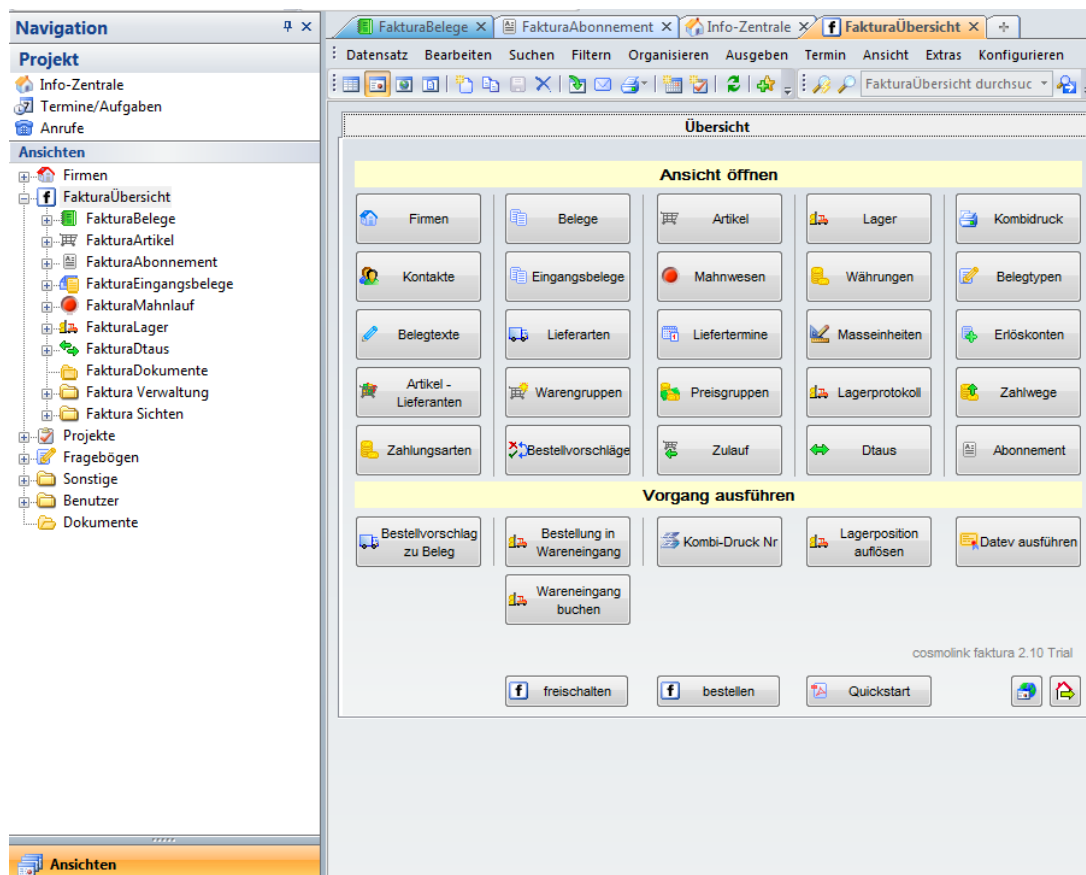 Navigation
Projekt
Info-Zentrale
Termine/Aufgaben
Anrufe
Ansichten
Firmen
FakturaÜbersicht
FakturaBelege
FakturaArtikel
FakturaAbonnement
FakturaEingangsbelege
FakturaMahnlauf
FakturaLager
FakturaDtaus
FakturaDokumente
Faktura Verwaltung
Faktura Sichten
Projekte
Fragebögen
Sonstige
Benutzer
Dokumente
Ansichten
FakturaBelege FakturaAbonnement Info-Zentrale FakturaÜbersicht
Datensatz Bearbeiten Suchen Filtern Organisieren Ausgeben Termin Ansicht Extras Konfigurieren
FakturaÜbersicht durchsuc
Übersicht
Ansicht öffnen
Firmen Belege Artikel Lager Kombidruck
Kontakte Eingangsbelege Mahnwesen Währungen Belegtypen
Belegtexte Lieferarten Liefertermine Masseinheiten Erlöskonten
Artikel -
Lieferanten Warengruppen Preisgruppen Lagerprotokoll Zahlwege
Zahlungsarten Bestellvorschläge Zulauf Dtaus Abonnement
Vorgang ausführen
Bestellvorschlag
zu Beleg
Bestellung in
Wareneingang
Kombi-Druck Nr
Lagerposition
auflösen
Datev ausführen
Wareneingang
buchen
cosmolink faktura 2.10 Trial
f freischalten f bestellen Quickstart